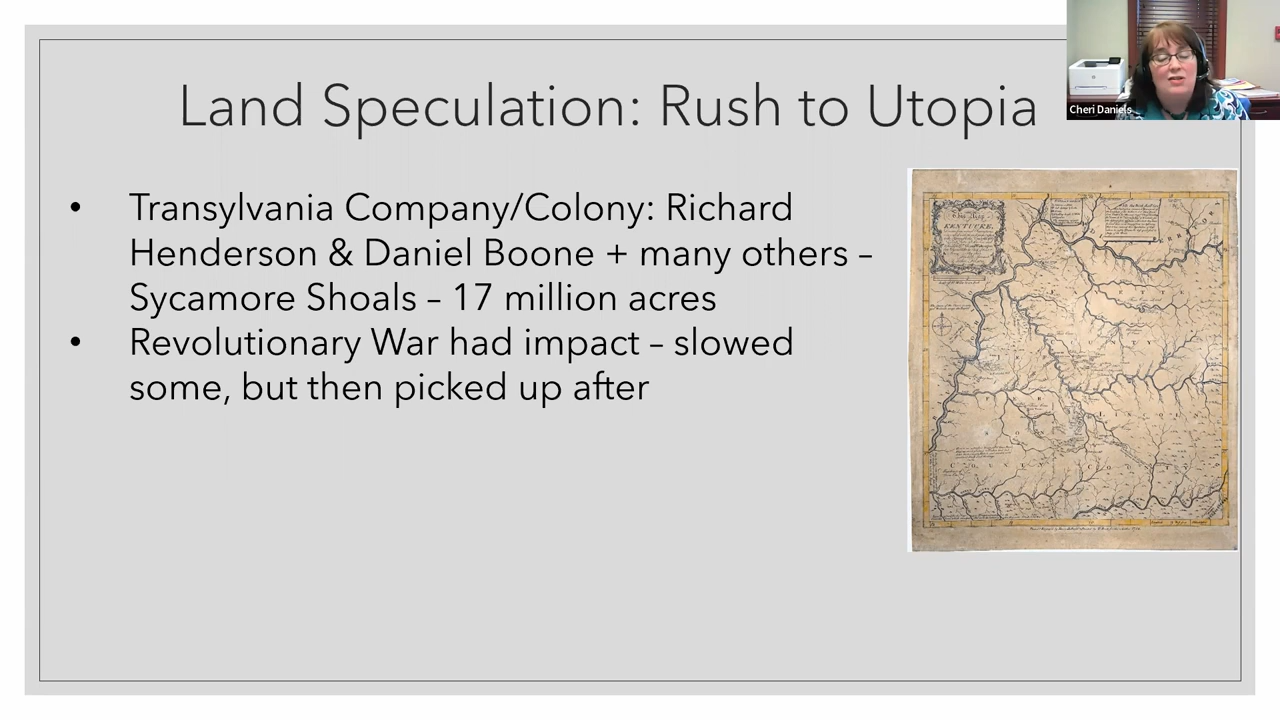 Land Speculation: Rush to Utopia
Cheri Daniels
• Transylvania Company/Colony: Richard
Henderson & Daniel Boone + many others –
Sycamore Shoals – 17 million acres
• Revolutionary War had impact – slowed
some, but then picked up after
KENTUCKE,